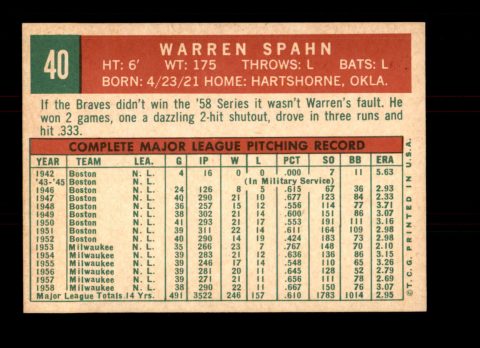 40
WARREN SPAHN
HT: 6' WT: 175 THROWS: L BATS: L
BORN: 4/23/21 HOME: HARTSHORNE, OKLA.
If the Braves didn't win the '58 Series it wasn't Warren's fault. He
won 2 games, one a dazzling 2-hit shutout, drove in three runs and
hit .333.
COMPLETE MAJOR LEAGUE PITCHING RECORD
YEAR TEAM LEA. G IP W L PCT SO BB ERA
1942 Boston N. L. 4 16 0 0 .000 7 11 5.63
'43-'45 Boston N. L. (In Military Service)
1946 Boston N. L. 24 126 8 5 .615 67 36 2.93
1947 Boston N. L. 40 290 21 10 .677 123 84 2.33
1948 Boston N. L. 36 257 15 12 .556 114 77 3.71
1949 Boston N. L. 38 302 21 14 .600 151 86 3.07
1950 Boston N. L. 41 293 21 17 .553 191 111 3.16
1951 Boston N. L. 39 311 22 14 .611 164 109 2.98
1952 Boston N. L. 40 290 14 19 .424 183 73 2.98
1953 Milwaukee N. L. 35 266 23 7 .767 148 70 2.10
1954 Milwaukee N. L. 39 283 21 12 .636 136 86 3.15
1955 Milwaukee N. L. 39 246 17 14 .548 110 65 3.26
1956 Milwaukee N. L. 39 281 20 11 .645 128 52 2.79
1957 Milwaukee N. L. 39 271 21 11 .656 111 78 2.69
1958 Milwaukee N. L. 38 290 22 11 .667 150 76 3.07
Major League Totals 14 Yrs. 491 3522 246 157 .610 1783 1014 2.95
© T.C.G. PRINTED IN U.S.A.